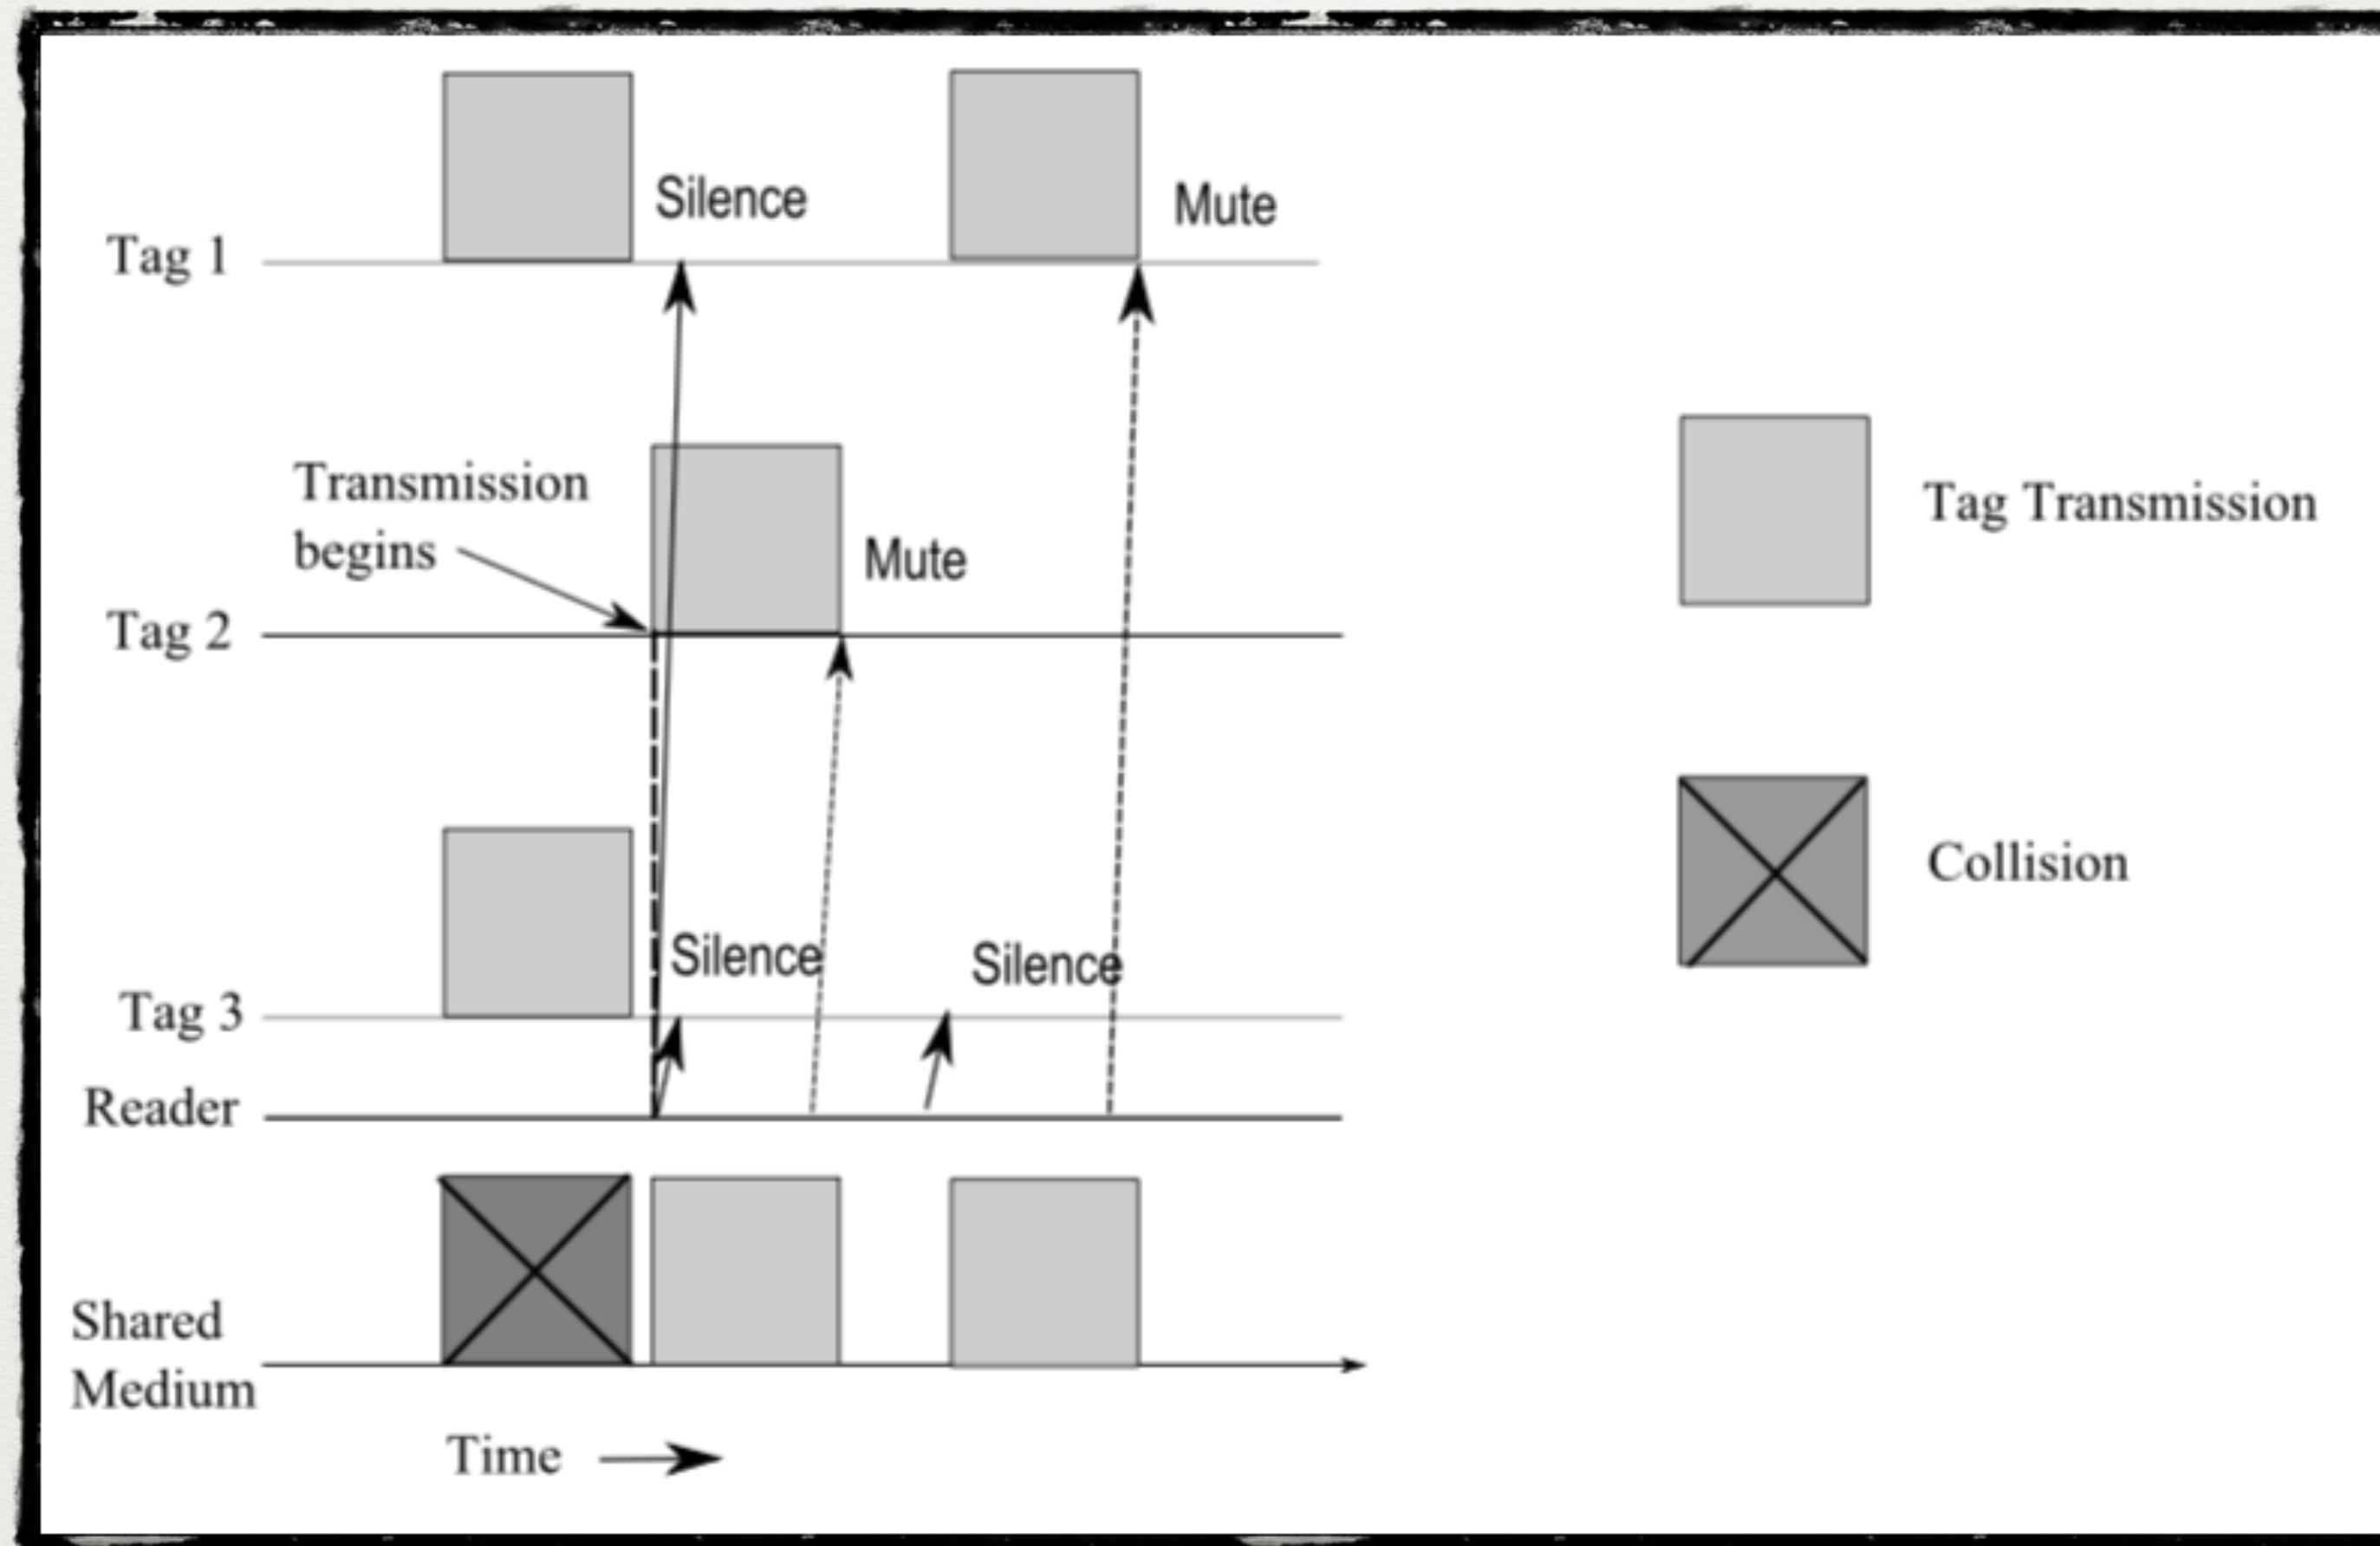 Silence
Mute
Tag 1
Transmission
begins
Mute
Tag Transmission
Tag 2
Collision
Silence
Silence
Tag 3
Reader
Shared
Medium
Time